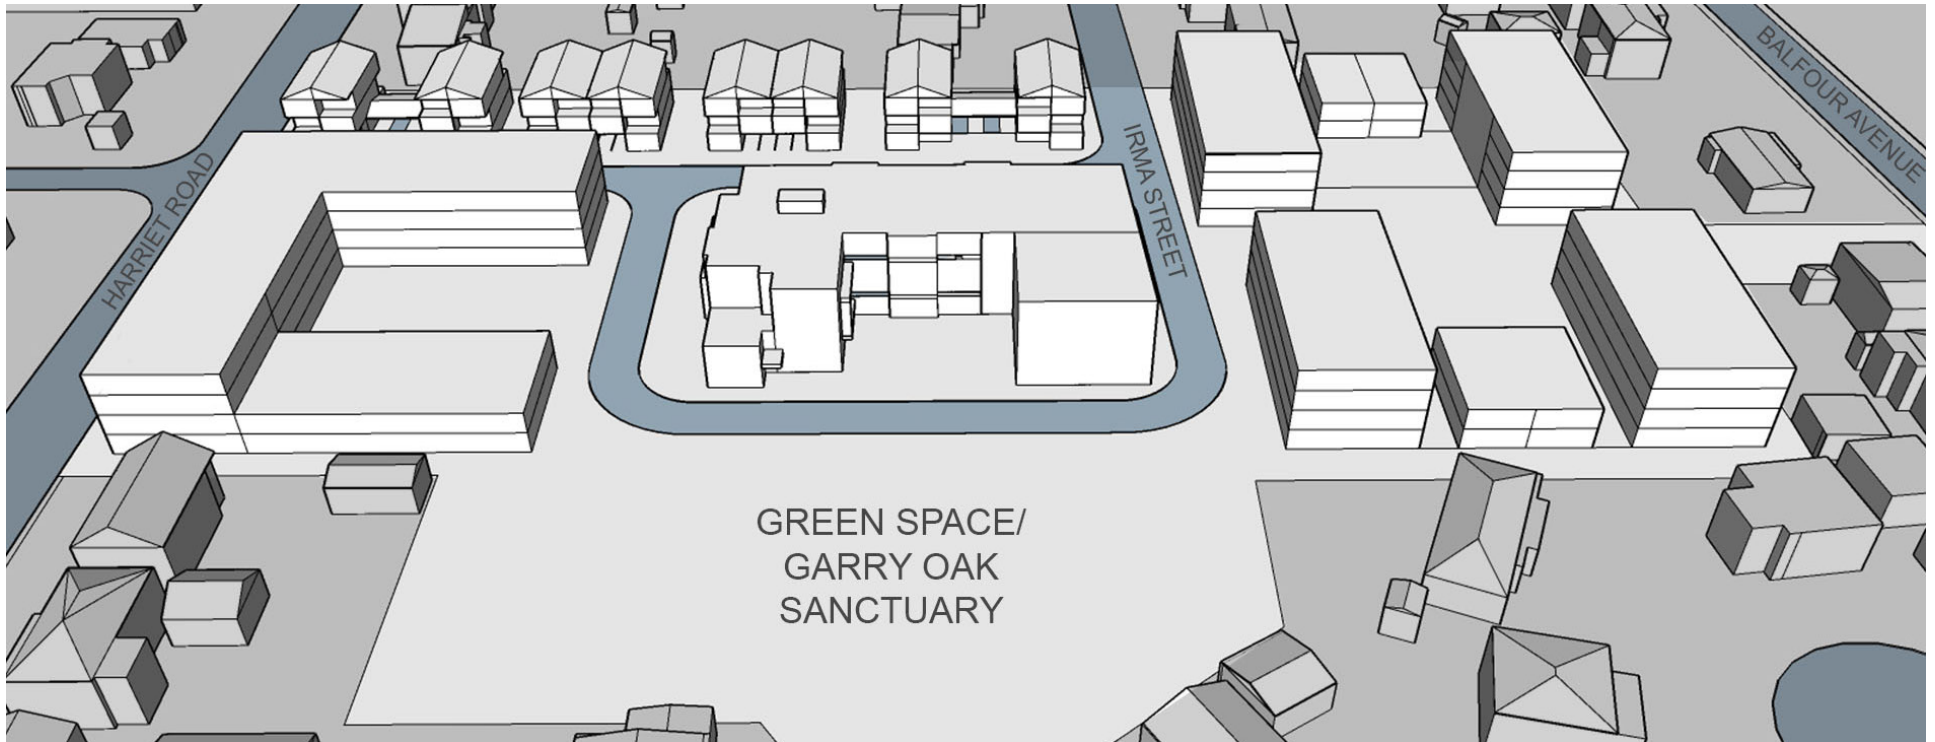 BALFOUR AVENUE
IRMA STREET
HARRIET ROAD
GREEN SPACE/
GARRY OAK
SANCTUARY